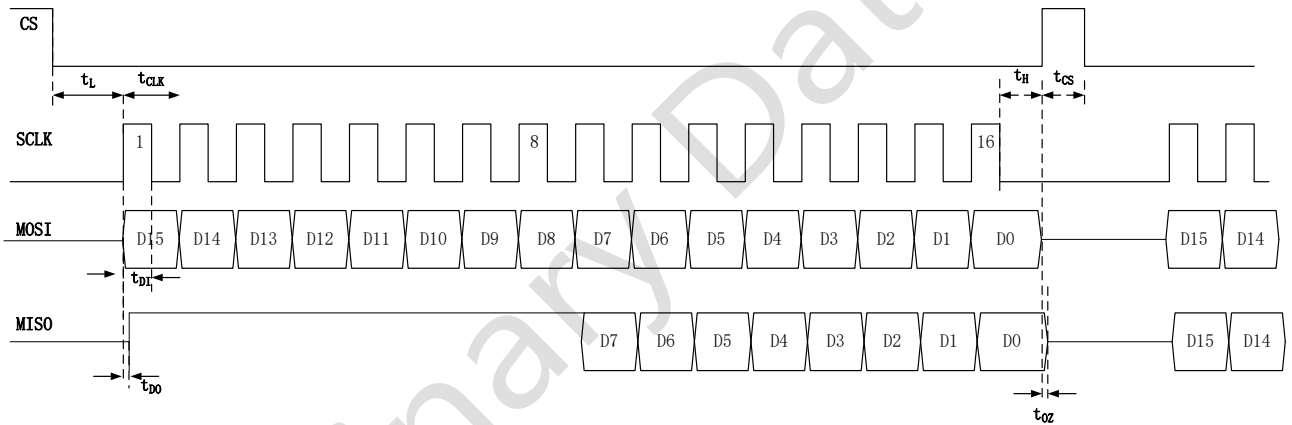 CS
tL tCLK tH tCS
SCLK 1 8 16
MOSI D15 D14 D13 D12 D11 D10 D9 D8 D7 D6 D5 D4 D3 D2 D1 D0 D15 D14
tDI
MISO D7 D6 D5 D4 D3 D2 D1 D0 D15 D14
tDO
tOZ
inary Dat